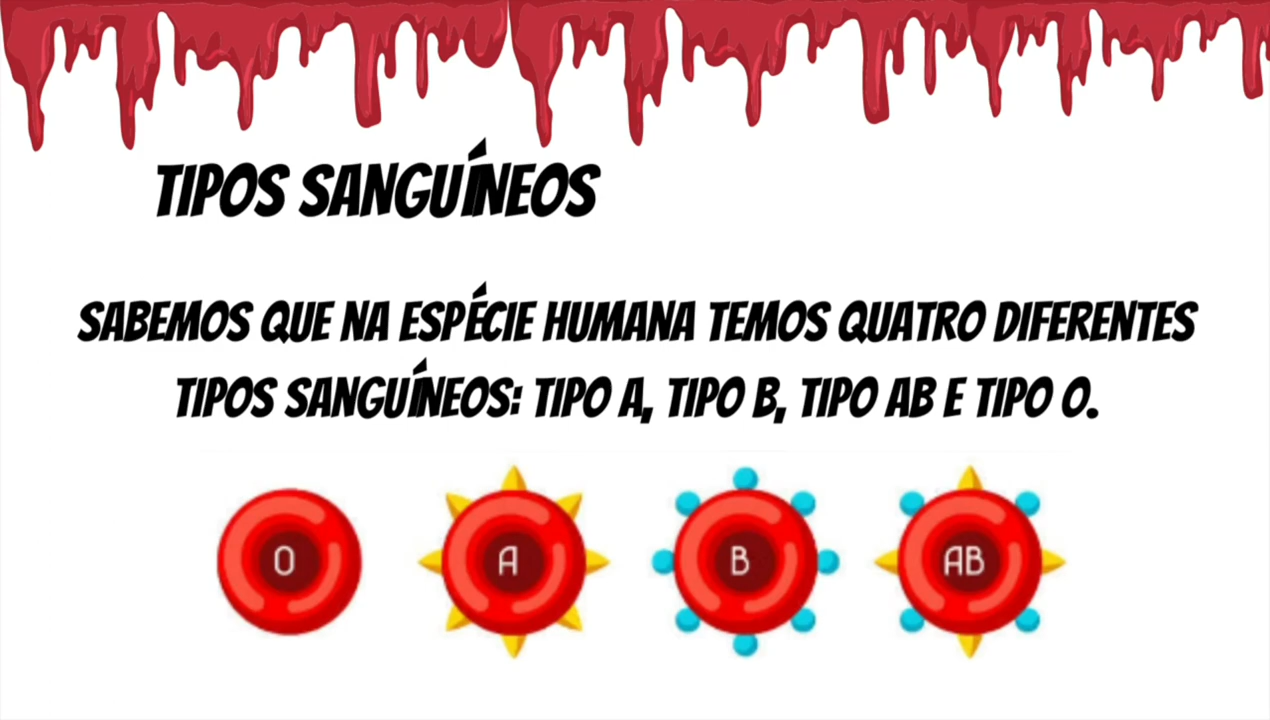 TIPOS SANGUÍNEOS
SABEMOS QUE NA ESPÉCIE HUMANA TEMOS QUATRO DIFERENTES
TIPOS SANGUÍNEOS: TIPO A, TIPO B, TIPO AB E TIPO O.
O A B AB